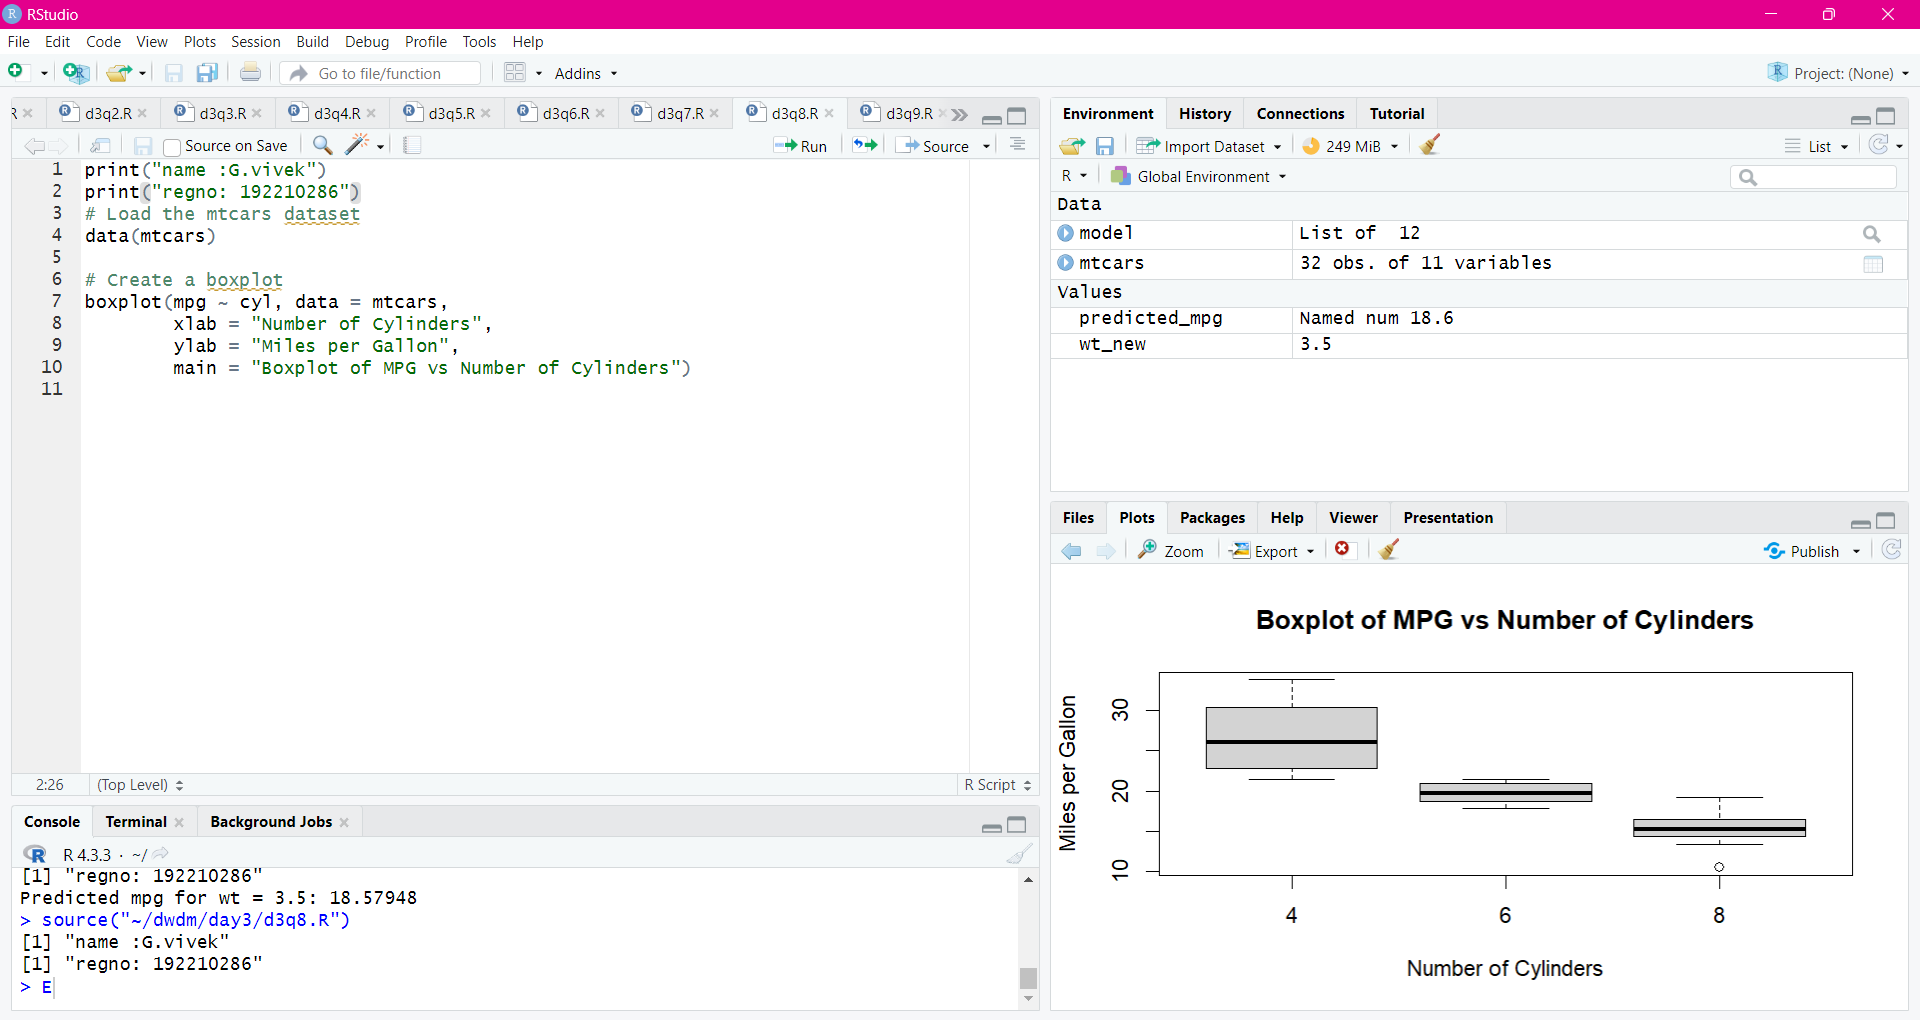 RStudio
File Edit Code View Plots Session Build Debug Profile Tools Help
Go to file/function Addins Project: (None)
R d3q2.R d3q3.R d3q4.R d3q5.R d3q6.R d3q7.R d3q8.R d3q9.R
Source on Save Run Source
1 print("name :G.vivek")
2 print("regno: 192210286")
3 # Load the mtcars dataset
4 data(mtcars)
5
6 # Create a boxplot
7 boxplot(mpg ~ cyl, data = mtcars,
8 xlab = "Number of Cylinders",
9 ylab = "Miles per Gallon",
10 main = "Boxplot of MPG vs Number of Cylinders")
11
2:26 (Top Level) R Script
Console Terminal Background Jobs
R 4.3.3 · ~/
[1] "regno: 192210286"
Predicted mpg for wt = 3.5: 18.57948
> source("~/dwdm/day3/d3q8.R")
[1] "name :G.vivek"
[1] "regno: 192210286"
> E
Environment History Connections Tutorial
Import Dataset 249 MiB List
R Global Environment
Data
model List of 12
mtcars 32 obs. of 11 variables
Values
predicted_mpg Named num 18.6
wt_new 3.5
Files Plots Packages Help Viewer Presentation
Zoom Export Publish
Boxplot of MPG vs Number of Cylinders
Miles per Gallon
30
20
10
4 6 8
Number of Cylinders